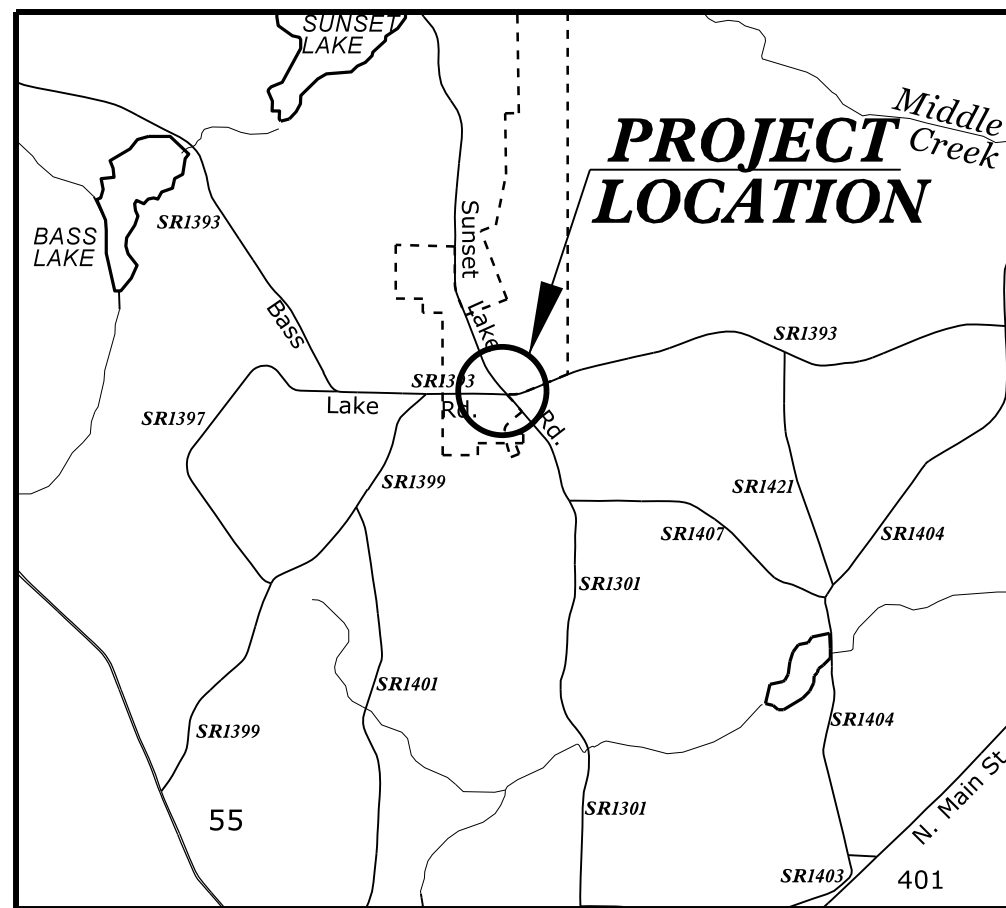 SUNSET
LAKE
Middle
Creek
PROJECT
LOCATION
SR1393
BASS
LAKE
Sunset
Lake
Rd.
Bass
Lake
Rd.
SR1393
SR1393
SR1397
SR1399
SR1421
SR1407
SR1404
SR1301
SR1401
SR1399
SR1404
N. Main St
55
SR1301
SR1403
401